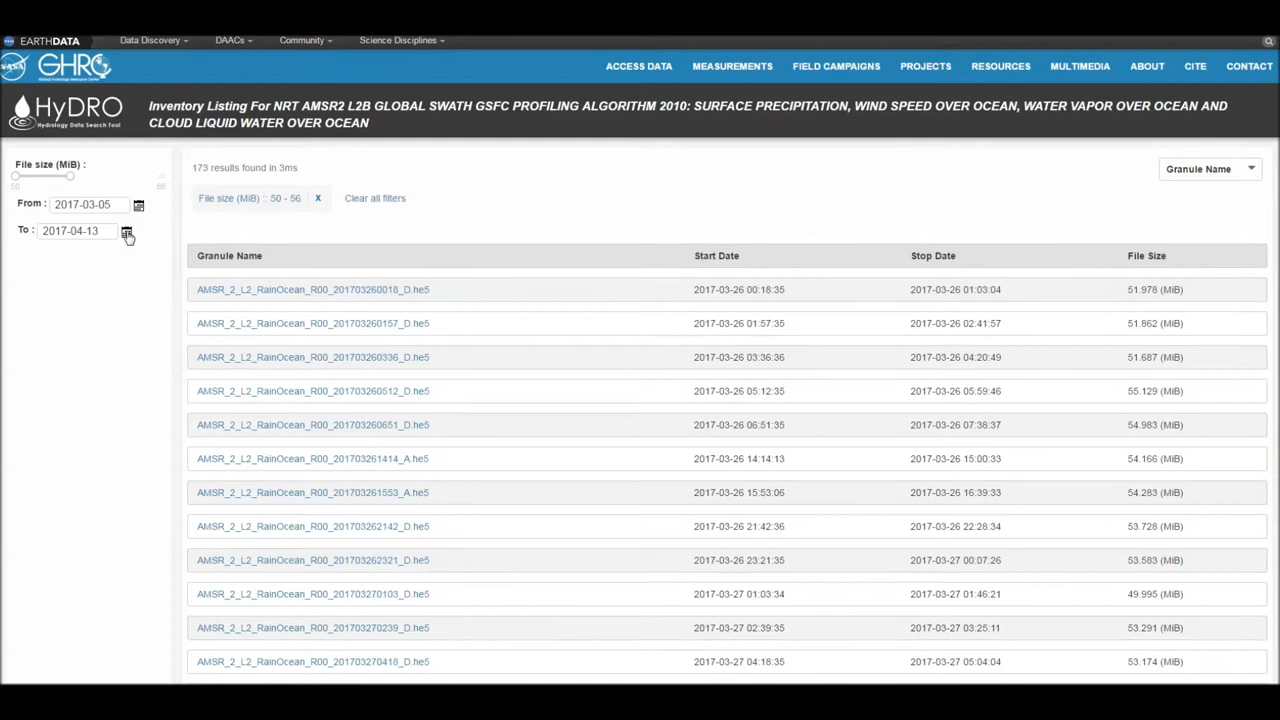 EARTHDATA Data Discovery DAACs Community Science Disciplines
NASA GHRC ACCESS DATA MEASUREMENTS FIELD CAMPAIGNS PROJECTS RESOURCES MULTIMEDIA ABOUT CITE CONTACT
Global Hydrology Resource Center
HyDRO Inventory Listing For NRT AMSR2 L2B GLOBAL SWATH GSFC PROFILING ALGORITHM 2010: SURFACE PRECIPITATION, WIND SPEED OVER OCEAN, WATER VAPOR OVER OCEAN AND
Hydrology Data Search Tool CLOUD LIQUID WATER OVER OCEAN
File size (MiB) : 173 results found in 3ms Granule Name
50 66
File size (MiB) :: 50 - 56 X Clear all filters
From : 2017-03-05
To : 2017-04-13
Granule Name Start Date Stop Date File Size
AMSR_2_L2_RainOcean_R00_201703260018_D.he5 2017-03-26 00:18:35 2017-03-26 01:03:04 51.978 (MiB)
AMSR_2_L2_RainOcean_R00_201703260157_D.he5 2017-03-26 01:57:35 2017-03-26 02:41:57 51.862 (MiB)
AMSR_2_L2_RainOcean_R00_201703260336_D.he5 2017-03-26 03:36:36 2017-03-26 04:20:49 51.687 (MiB)
AMSR_2_L2_RainOcean_R00_201703260512_D.he5 2017-03-26 05:12:35 2017-03-26 05:59:46 55.129 (MiB)
AMSR_2_L2_RainOcean_R00_201703260651_D.he5 2017-03-26 06:51:35 2017-03-26 07:38:37 54.983 (MiB)
AMSR_2_L2_RainOcean_R00_201703261414_A.he5 2017-03-26 14:14:13 2017-03-26 15:00:33 54.166 (MiB)
AMSR_2_L2_RainOcean_R00_201703261553_A.he5 2017-03-26 15:53:06 2017-03-26 16:39:33 54.283 (MiB)
AMSR_2_L2_RainOcean_R00_201703262142_D.he5 2017-03-26 21:42:36 2017-03-26 22:28:34 53.728 (MiB)
AMSR_2_L2_RainOcean_R00_201703262321_D.he5 2017-03-26 23:21:35 2017-03-27 00:07:26 53.583 (MiB)
AMSR_2_L2_RainOcean_R00_201703270103_D.he5 2017-03-27 01:03:34 2017-03-27 01:46:21 49.995 (MiB)
AMSR_2_L2_RainOcean_R00_201703270239_D.he5 2017-03-27 02:39:35 2017-03-27 03:25:11 53.291 (MiB)
AMSR_2_L2_RainOcean_R00_201703270418_D.he5 2017-03-27 04:18:35 2017-03-27 05:04:04 53.174 (MiB)